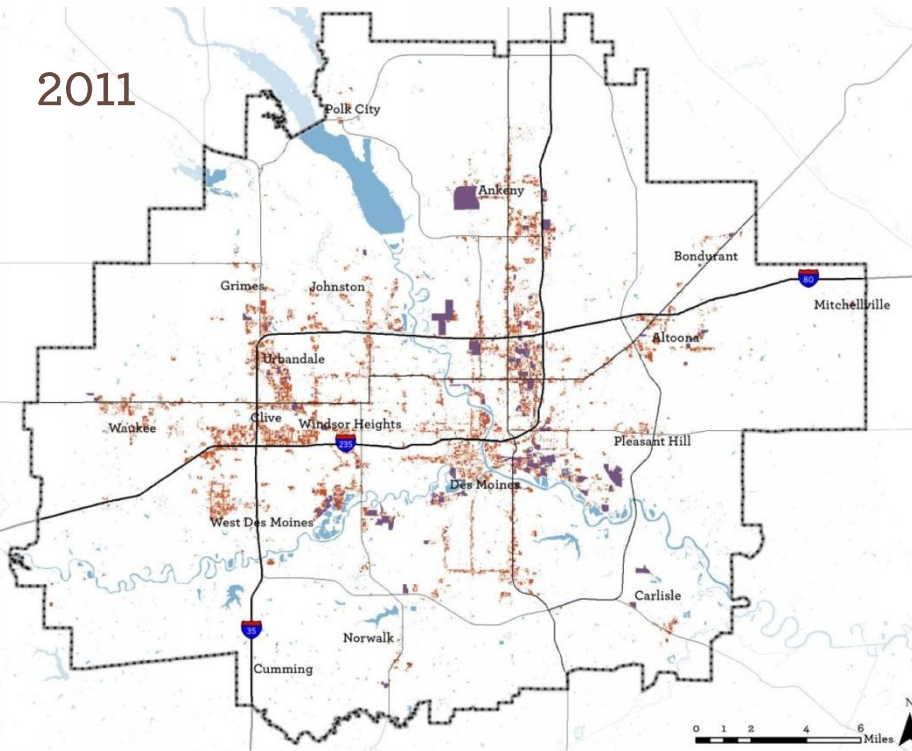 2011
Polk City
Ankeny
Bondurant
80
Mitchellville
Grimes
Johnston
Altoona
Urbandale
Clive
Windsor Heights
Waukee
235
Pleasant Hill
Des Moines
West Des Moines
Carlisle
35
Norwalk
Cumming
N
0 1 2 4 6
Miles